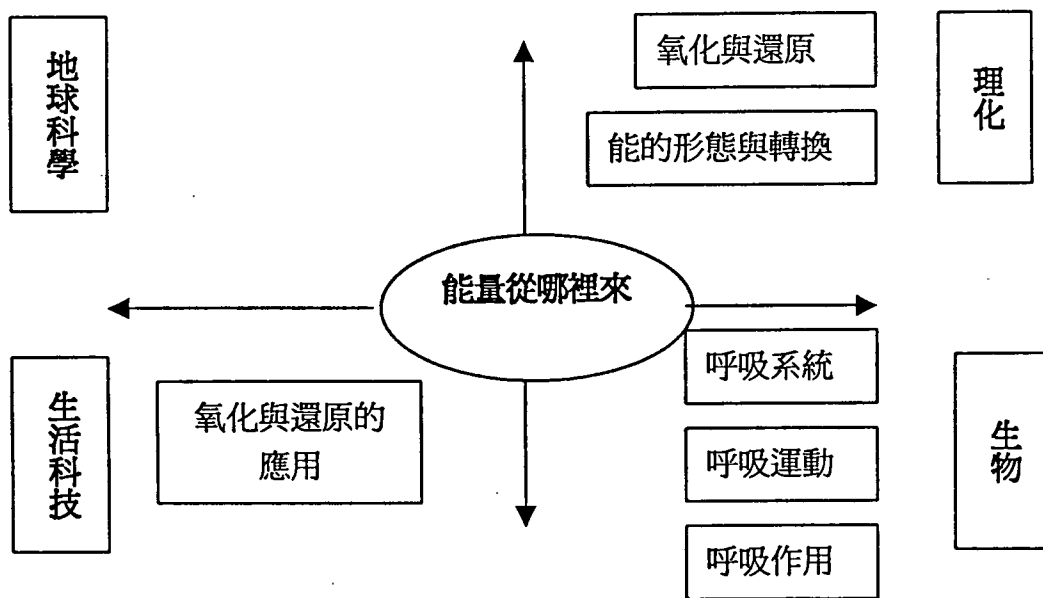 地球科學
氧化與還原
理化
能的形態與轉換
能量從哪裡來
呼吸系統
生活科技
氧化與還原的
應用
呼吸運動
生物
呼吸作用